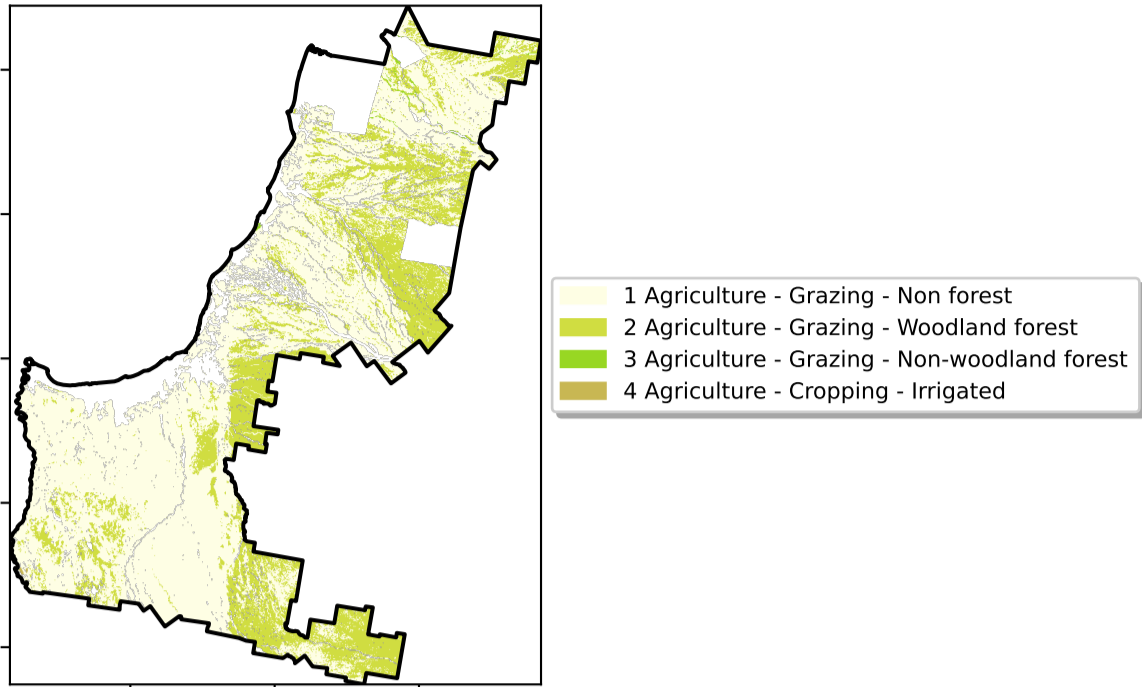 1 Agriculture - Grazing - Non forest
2 Agriculture - Grazing - Woodland forest
3 Agriculture - Grazing - Non-woodland forest
4 Agriculture - Cropping - Irrigated